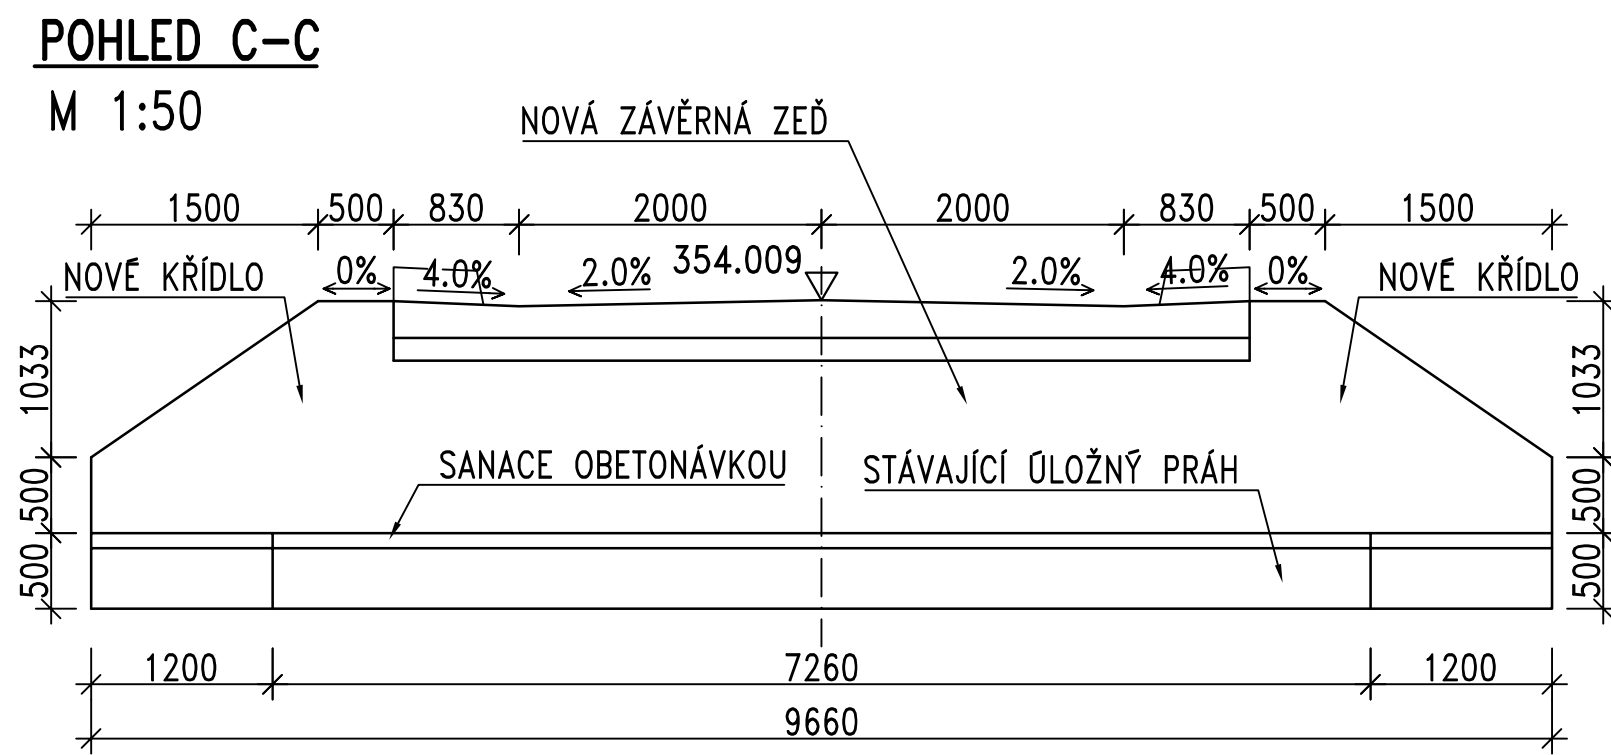 POHLED C-C
M 1:50
NOVÁ ZÁVĚRNÁ ZEĎ
1500 500 830 2000 2000 830 500 1500
NOVÉ KŘÍDLO 0% 4.0% 2.0% 354.009 2.0% 4.0% 0% NOVÉ KŘÍDLO
1033 1033
SANACE OBETONÁVKOU STÁVAJÍCÍ ÚLOŽNÝ PRÁH
500 500
500 500
1200 7260 1200
9660